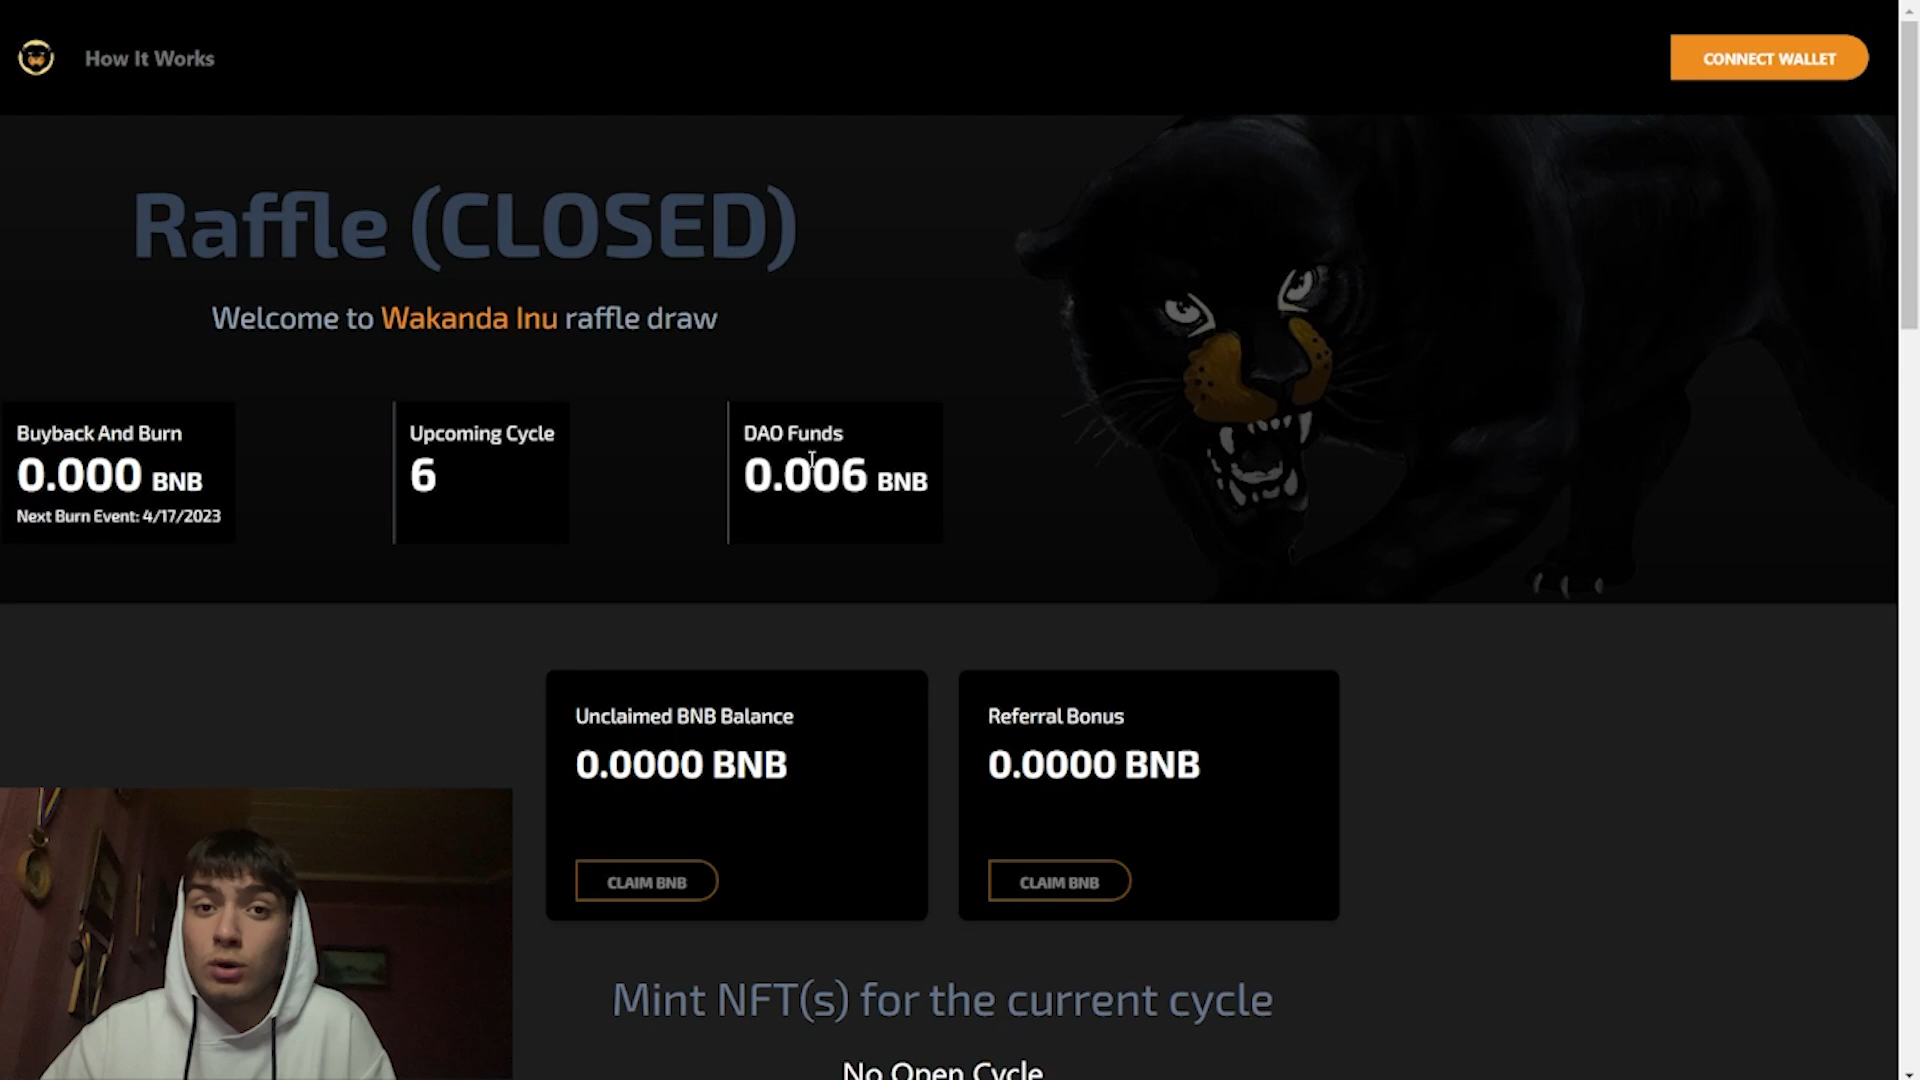 How It Works
CONNECT WALLET
Raffle (CLOSED)
Welcome to Wakanda Inu raffle draw
Buyback And Burn
0.000 BNB
Next Burn Event: 4/17/2023
Upcoming Cycle
6
DAO Funds
0.006 BNB
Unclaimed BNB Balance
0.0000 BNB
CLAIM BNB
Referral Bonus
0.0000 BNB
CLAIM BNB
Mint NFT(s) for the current cycle
No Open Cycle